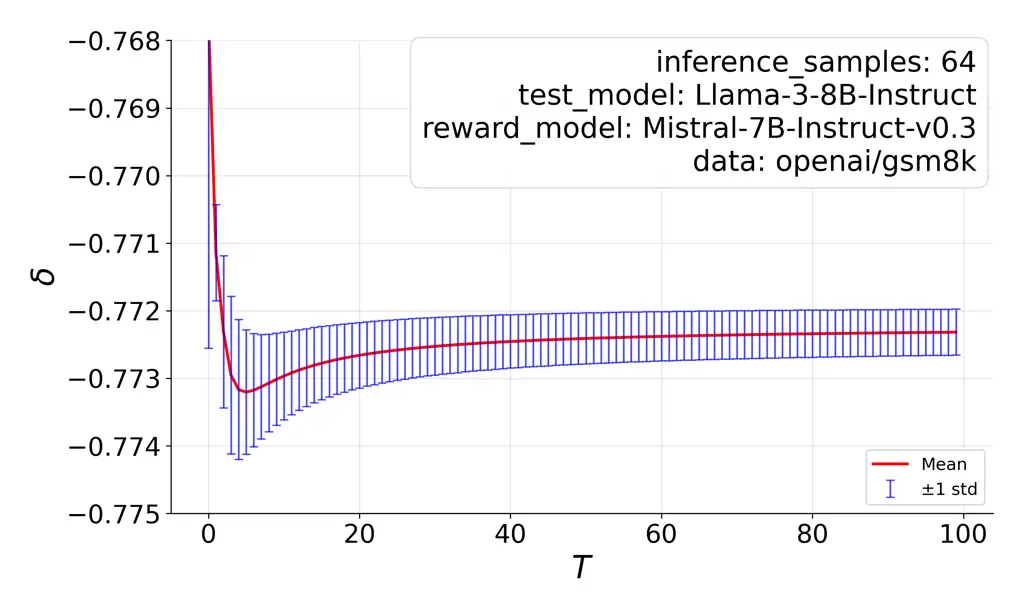 −0.768
−0.769
−0.770
−0.771
−0.772
−0.773
−0.774
−0.775
δ
inference_samples: 64
test_model: Llama-3-8B-Instruct
reward_model: Mistral-7B-Instruct-v0.3
data: openai/gsm8k
Mean
±1 std
0 20 40 60 80 100
T